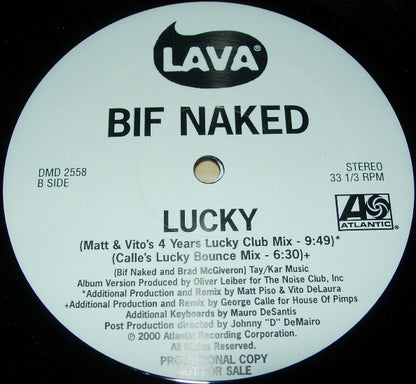 LAVA®
BIF NAKED
DMD 2558
B SIDE
STEREO
33 1/3 RPM
LUCKY
ATLANTIC®
(Matt & Vito's 4 Years Lucky Club Mix - 9:49)*
(Calle's Lucky Bounce Mix - 6:30)+
(Bif Naked and Brad McGiveron) Tay/Kar Music
Album Version Produced by Oliver Leiber for The Noise Club, Inc
*Additional Production and Remix by Matt Piso & Vito DeLaura
+Additional Production and Remix by George Calle for House Of Pimps
Additional Keyboards by Mauro DeSantis
Post Production directed by Johnny "D" DeMairo
℗ © 2000 Atlantic Recording Corporation.
All Rights Reserved.
PROMOTIONAL COPY
NOT FOR SALE